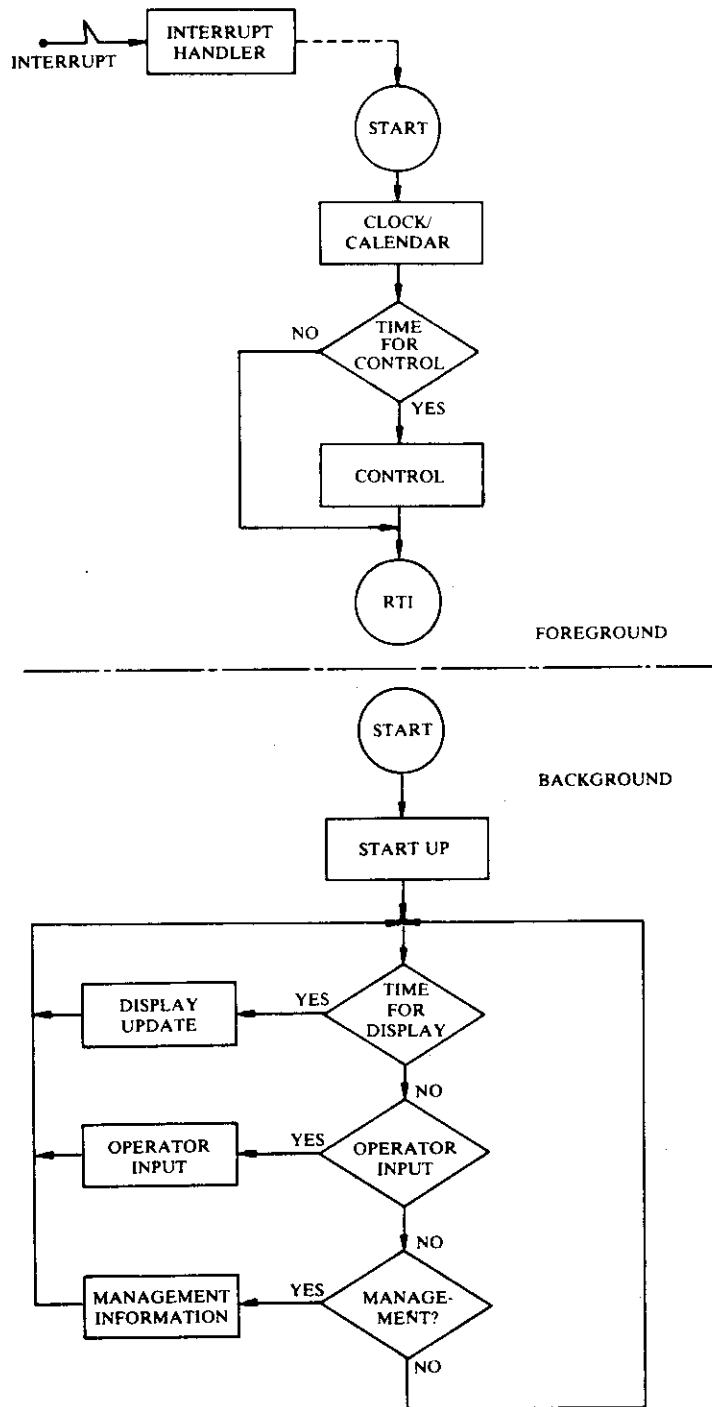 INTERRUPT
INTERRUPT
HANDLER
START
CLOCK/
CALENDAR
NO
TIME
FOR
CONTROL
YES
CONTROL
RTI
FOREGROUND
START
BACKGROUND
START UP
DISPLAY
UPDATE
YES
TIME
FOR
DISPLAY
NO
OPERATOR
INPUT
YES
OPERATOR
INPUT
NO
MANAGEMENT
INFORMATION
YES
MANAGE-
MENT?
NO